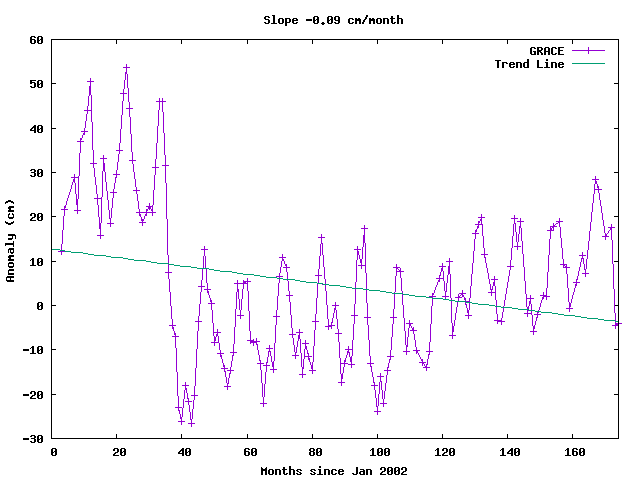 Slope -0.09 cm/month
GRACE
Trend Line
60
50
40
30
20
10
0
-10
-20
-30
Anomaly (cm)
0 20 40 60 80 100 120 140 160
Months since Jan 2002